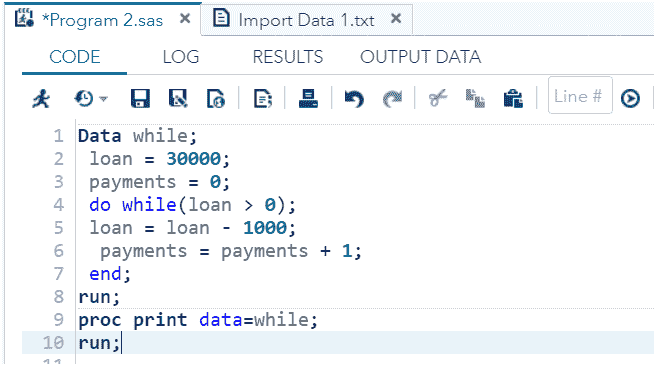 *Program 2.sas × Import Data 1.txt ×
CODE LOG RESULTS OUTPUT DATA
Line #
1 Data while;
2 loan = 30000;
3 payments = 0;
4 do while(loan > 0);
5 loan = loan - 1000;
6 payments = payments + 1;
7 end;
8 run;
9 proc print data=while;
10 run;
11